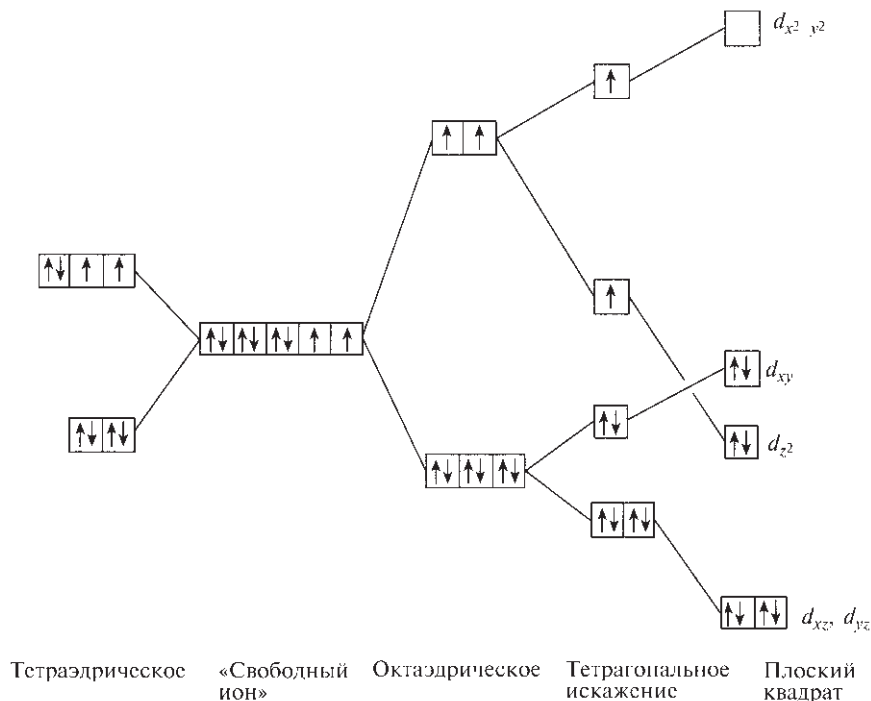 d_{x²–y²}
d_{xy}
d_{z²}
d_{xz}, d_{yz}
Тетраэдрическое «Свободный Октаэдрическое Тетрагональное Плоский
ион» искажение квадрат